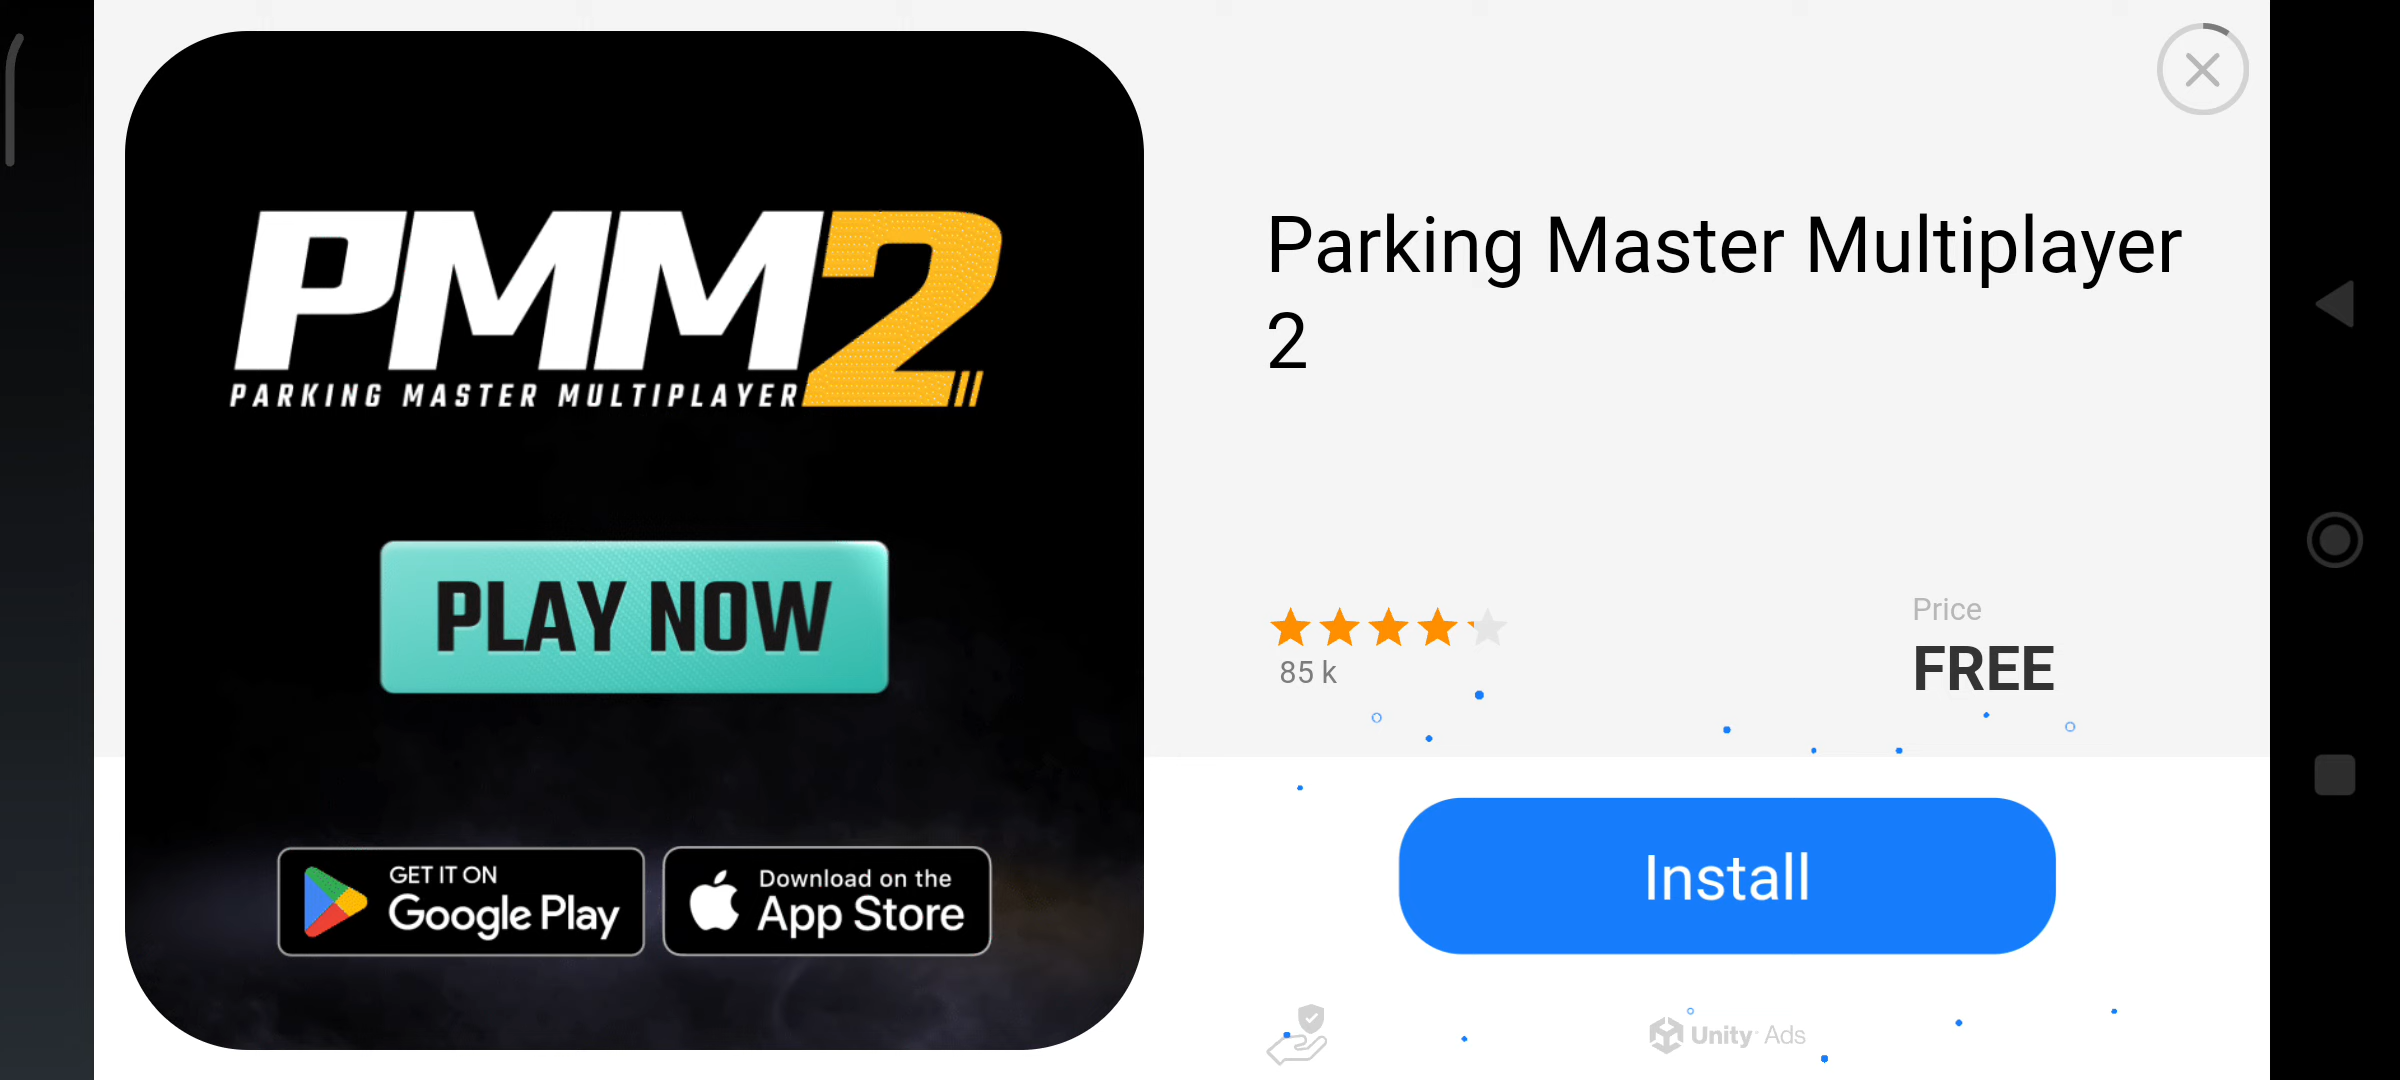 PMM2
PARKING MASTER MULTIPLAYER
PLAY NOW
GET IT ON
Google Play
Download on the
App Store
Parking Master Multiplayer
2
85 k
Price
FREE
Install
Unity Ads